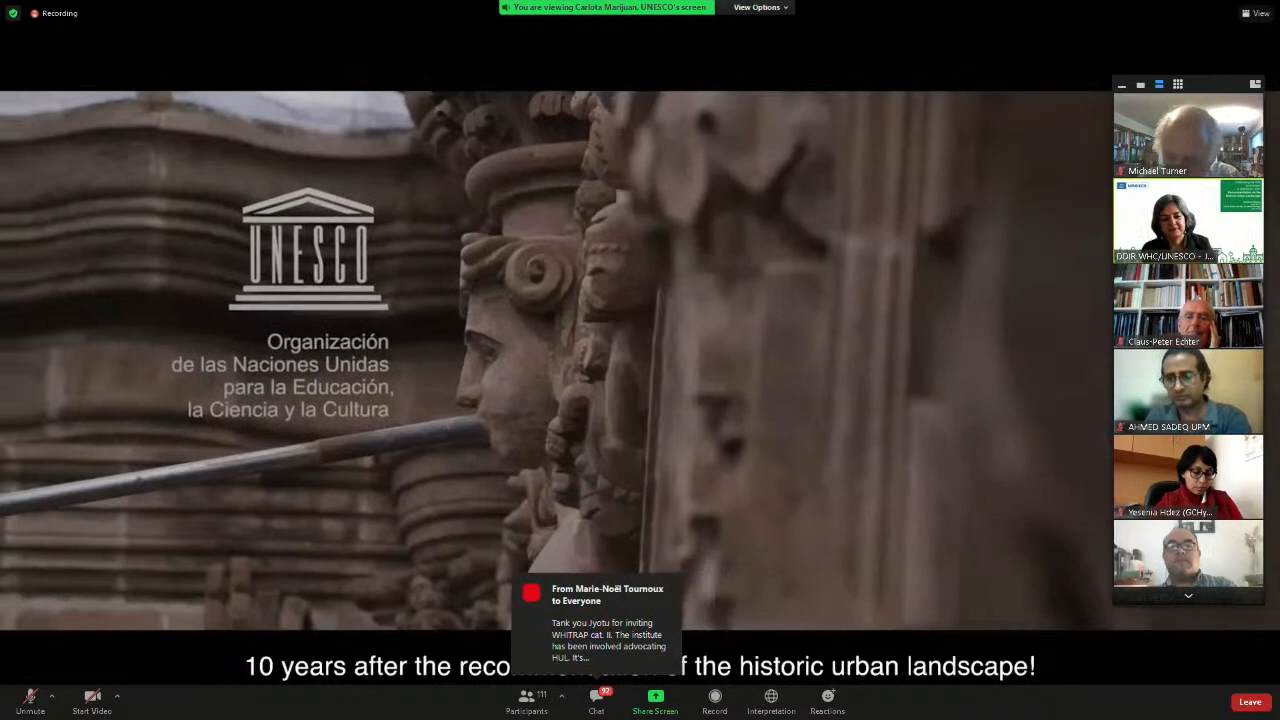 Recording
You are viewing Carlota Marijuan, UNESCO's screen
View Options
View
UNESCO
Organización
de las Naciones Unidas
para la Educación,
la Ciencia y la Cultura
Michael Turner
UNESCO
DDIR WHC/UNESCO - J...
Claus-Peter Echter
AHMED SADEQ UPM
Yesenia Hdez (GCHy...
From Marie-Noël Tournoux
to Everyone
Tank you Jyotu for inviting
WHITRAP cat. II. The institute
has been involved advocating
HUL. It's...
10 years after the reco of the historic urban landscape!
Unmute
Start Video
Participants
111
Chat
92
Share Screen
Record
Interpretation
Reactions
Leave